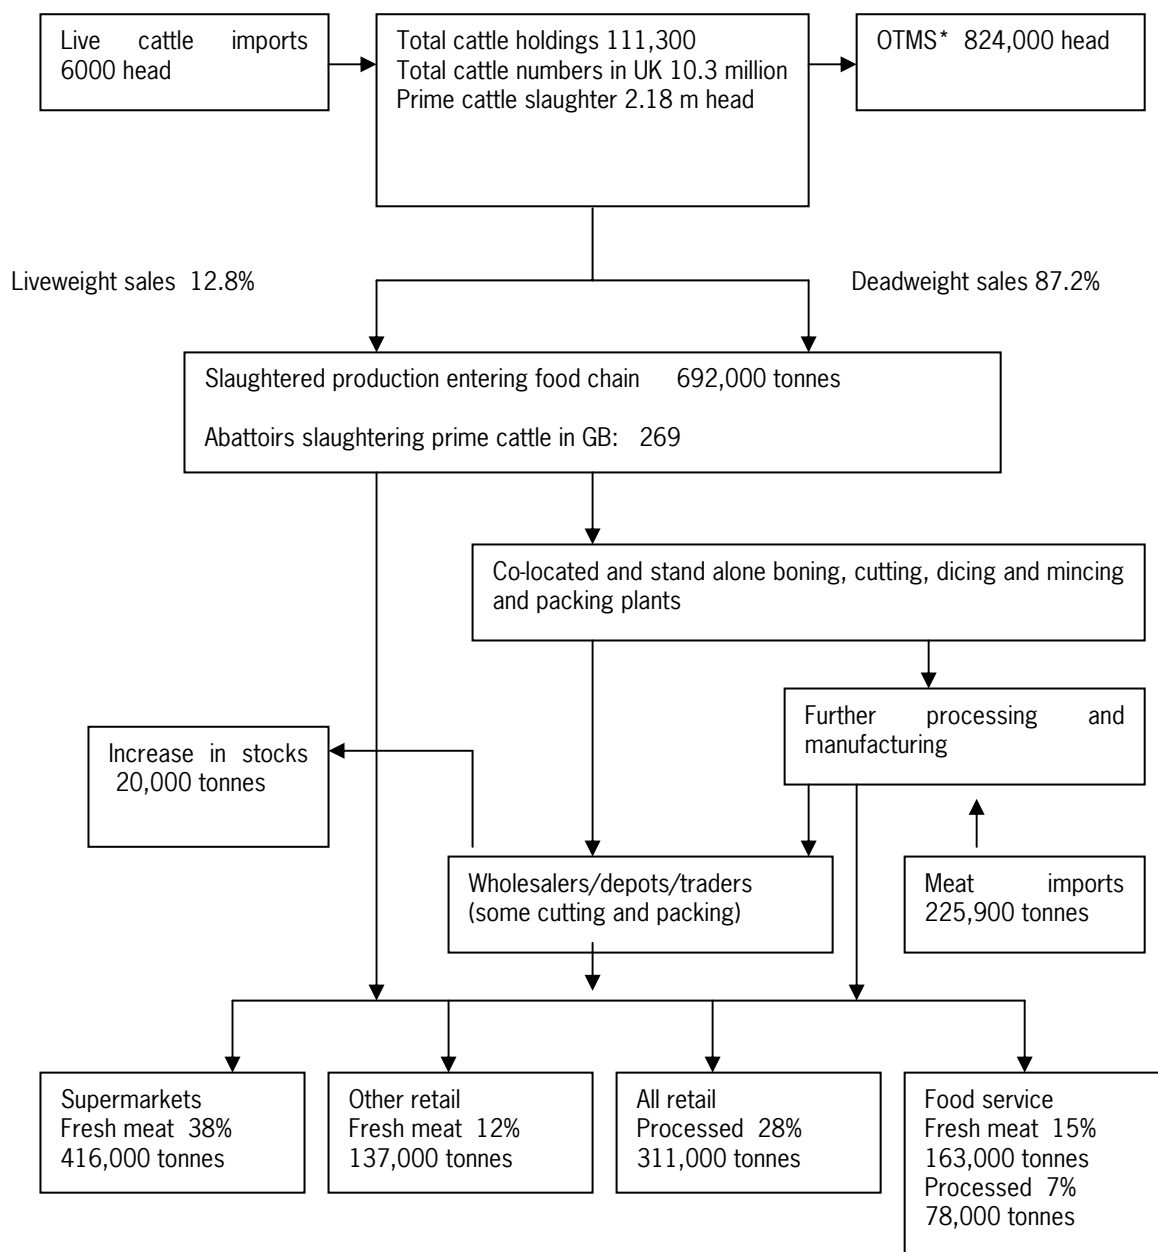 Live cattle imports
6000 head
Total cattle holdings 111,300
Total cattle numbers in UK 10.3 million
Prime cattle slaughter 2.18 m head
OTMS* 824,000 head
Liveweight sales 12.8%
Deadweight sales 87.2%
Slaughtered production entering food chain 692,000 tonnes
Abattoirs slaughtering prime cattle in GB: 269
Co-located and stand alone boning, cutting, dicing and mincing
and packing plants
Further processing and
manufacturing
Increase in stocks
20,000 tonnes
Wholesalers/depots/traders
(some cutting and packing)
Meat imports
225,900 tonnes
Supermarkets
Fresh meat 38%
416,000 tonnes
Other retail
Fresh meat 12%
137,000 tonnes
All retail
Processed 28%
311,000 tonnes
Food service
Fresh meat 15%
163,000 tonnes
Processed 7%
78,000 tonnes